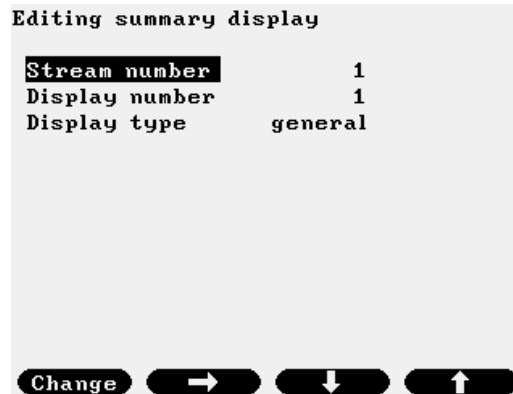 Editing summary display
Stream number 1
Display number 1
Display type general
Change → ↓ ↑